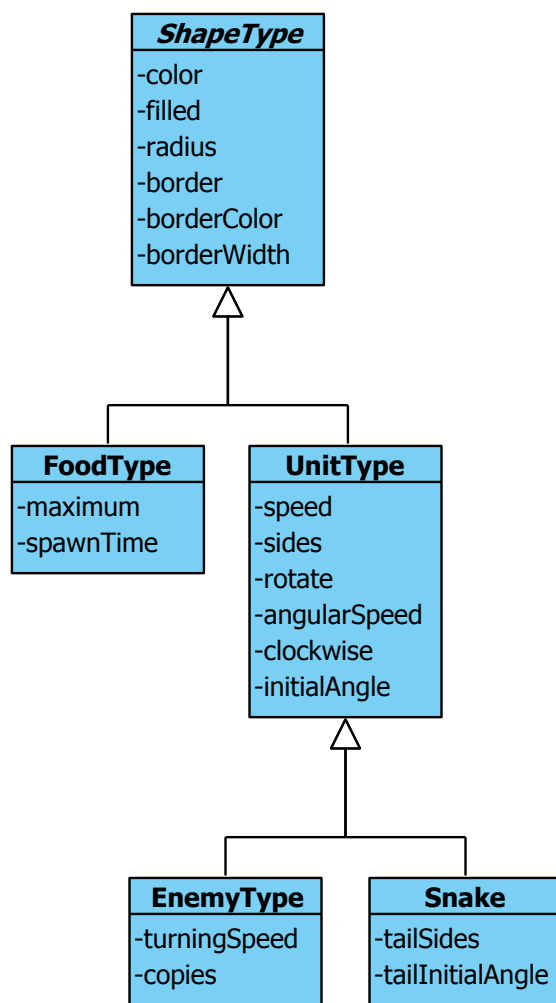 ShapeType
-color
-filled
-radius
-border
-borderColor
-borderWidth
FoodType
-maximum
-spawnTime
UnitType
-speed
-sides
-rotate
-angularSpeed
-clockwise
-initialAngle
EnemyType
-turningSpeed
-copies
Snake
-tailSides
-tailInitialAngle